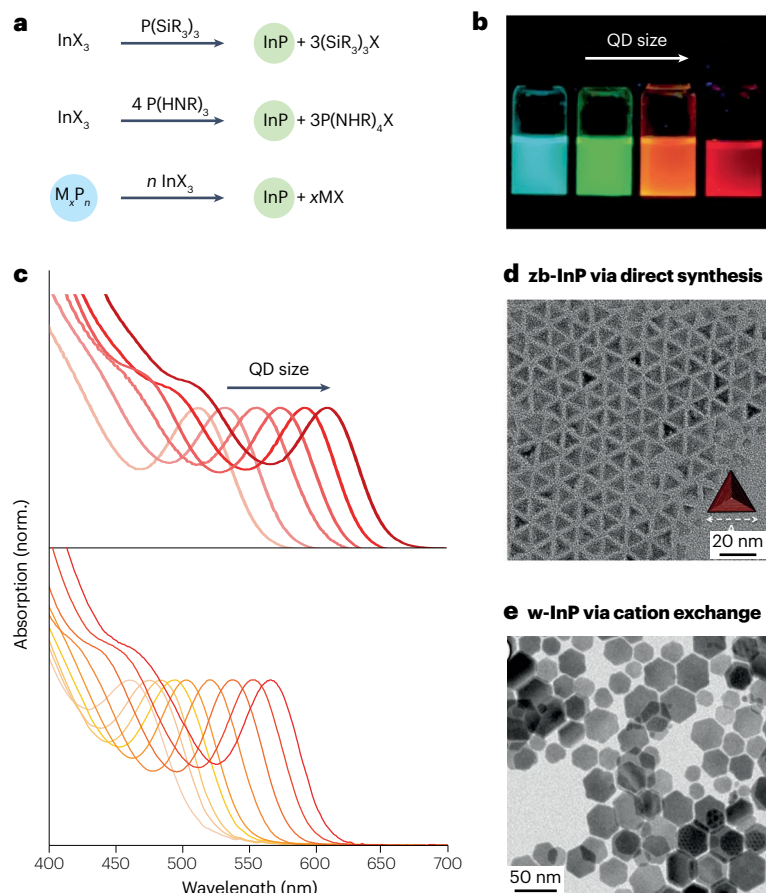 a
InX₃ P(SiR₃)₃ InP + 3(SiR₃)₃X
InX₃ 4 P(HNR)₃ InP + 3P(NHR)₄X
MₓPₙ n InX₃ InP + xMX
b
QD size
c
QD size
Absorption (norm.)
400 450 500 550 600 650 700
Wavelength (nm)
d zb-InP via direct synthesis
20 nm
e w-InP via cation exchange
50 nm